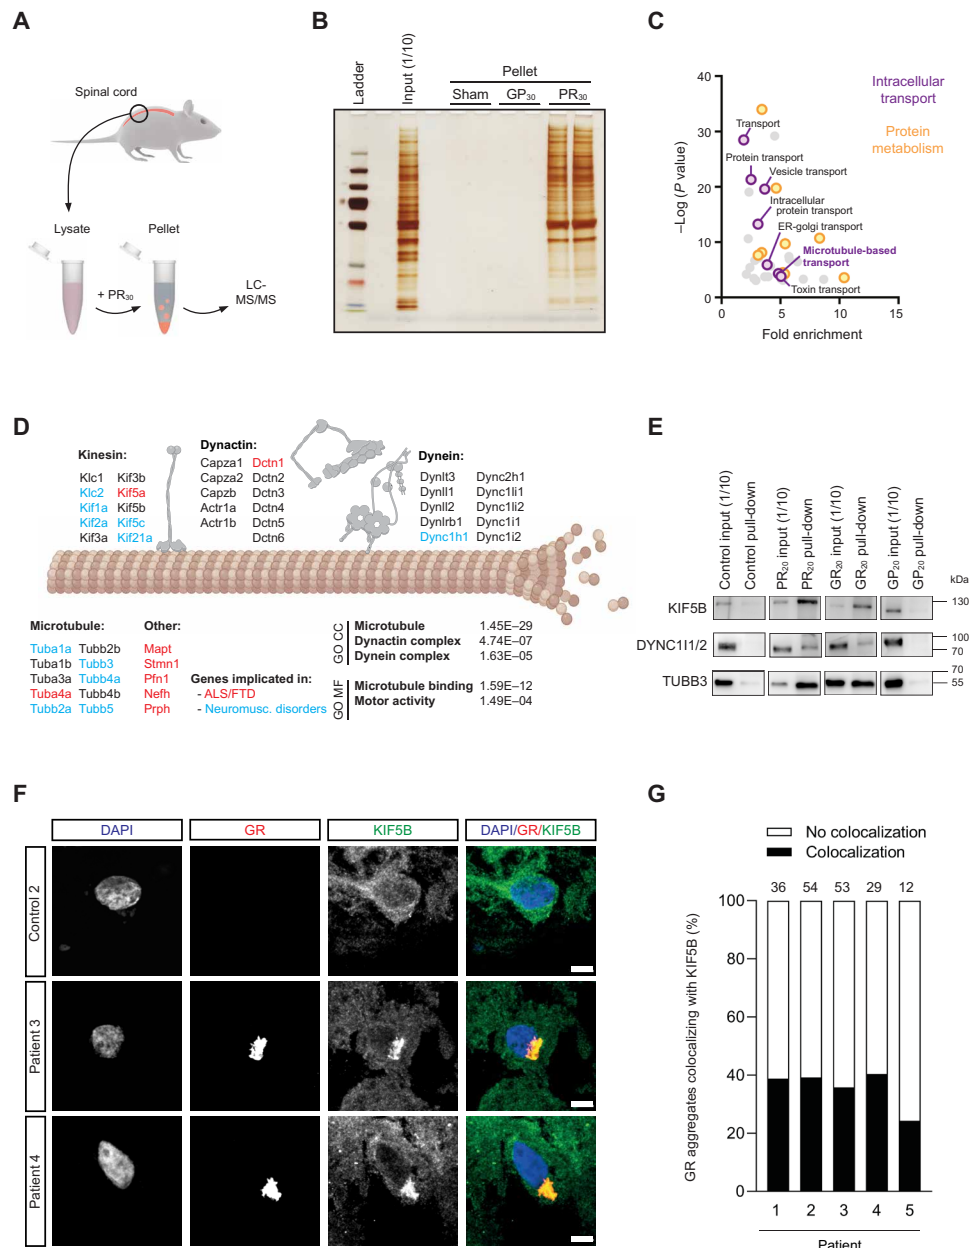 A
Spinal cord
Lysate
Pellet
+ PR30
LC-
MS/MS
B
Ladder
Input (1/10)
Pellet
Sham
GP30
PR30
C
Intracellular
transport
Protein
metabolism
–Log (P value)
40
30
20
10
0
0
5
10
15
Fold enrichment
Transport
Protein transport
Vesicle transport
Intracellular
protein transport
ER-golgi transport
Microtubule-based
transport
Toxin transport
D
Kinesin:
Klc1 Kif3b
Klc2 Kif5a
Kif1a Kif5b
Kif2a Kif5c
Kif3a Kif21a
Dynactin:
Capza1 Dctn1
Capza2 Dctn2
Capzb Dctn3
Actr1a Dctn4
Actr1b Dctn5
Dctn6
Dynein:
Dynlt3 Dync2h1
Dynll1 Dync1li1
Dynll2 Dync1li2
Dynlrb1 Dync1i1
Dync1h1 Dync1i2
Microtubule:
Tuba1a Tubb2b
Tuba1b Tubb3
Tuba3a Tubb4a
Tuba4a Tubb4b
Tubb2a Tubb5
Other:
Mapt
Stmn1
Pfn1
Nefh
Prph
Genes implicated in:
- ALS/FTD
- Neuromusc. disorders
GO CC
Microtubule 1.45E–29
Dynactin complex 4.74E–07
Dynein complex 1.63E–05
GO MF
Microtubule binding 1.59E–12
Motor activity 1.49E–04
E
Control input (1/10)
Control pull-down
PR20 input (1/10)
PR20 pull-down
GR20 input (1/10)
GR20 pull-down
GP20 input (1/10)
GP20 pull-down
kDa
KIF5B
130
DYNC1I1/2
100
70
TUBB3
70
55
F
DAPI
GR
KIF5B
DAPI/GR/KIF5B
Control 2
Patient 3
Patient 4
G
No colocalization
Colocalization
GR aggregates colocalizing with KIF5B (%)
36 54 53 29 12
100
80
60
40
20
0
1 2 3 4 5
Patient